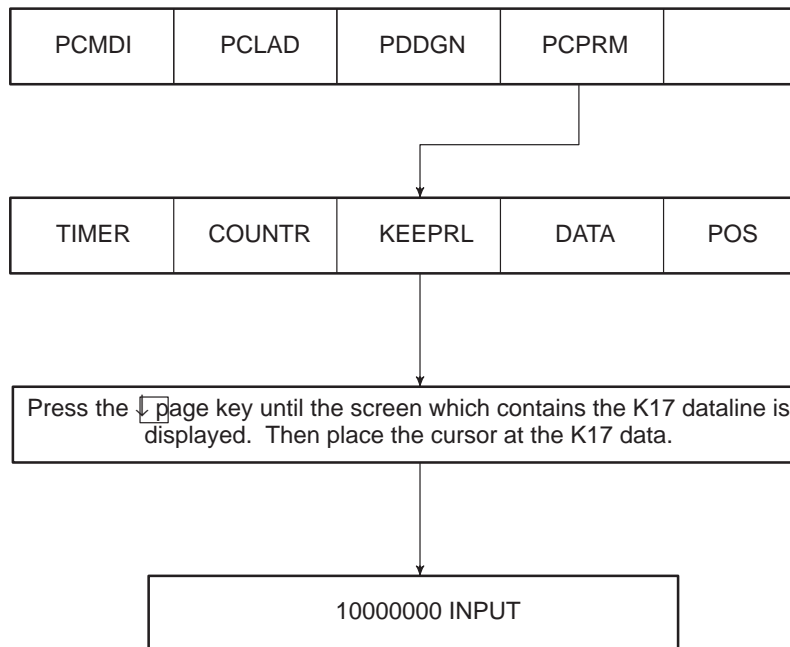 PCMDI PCLAD PDDGN PCPRM
TIMER COUNTR KEEPRL DATA POS
Press the ↓ page key until the screen which contains the K17 dataline is
displayed. Then place the cursor at the K17 data.
10000000 INPUT